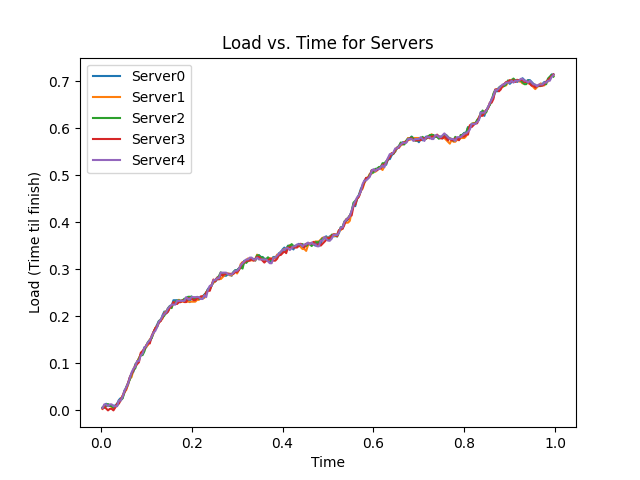 Load vs. Time for Servers
Server0
Server1
Server2
Server3
Server4
Load (Time til finish)
0.7
0.6
0.5
0.4
0.3
0.2
0.1
0.0
0.0 0.2 0.4 0.6 0.8 1.0
Time